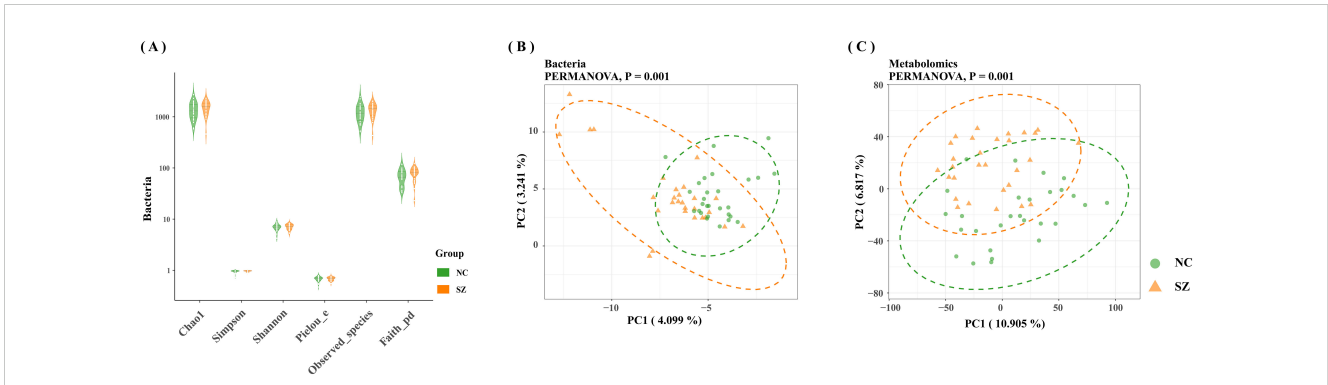 ( A )
Bacteria
1000
100
10
1
Chao1
Simpson
Shannon
Pielou_e
Observed_species
Faith_pd
Group
NC
SZ
( B )
Bacteria
PERMANOVA, P = 0.001
PC2 ( 3.241 %)
10
5
0
−10
−5
PC1 ( 4.099 %)
( C )
Metabolomics
PERMANOVA, P = 0.001
PC2 ( 6.817 %)
80
40
0
−40
−80
−100
−50
0
50
100
PC1 ( 10.905 %)
NC
SZ